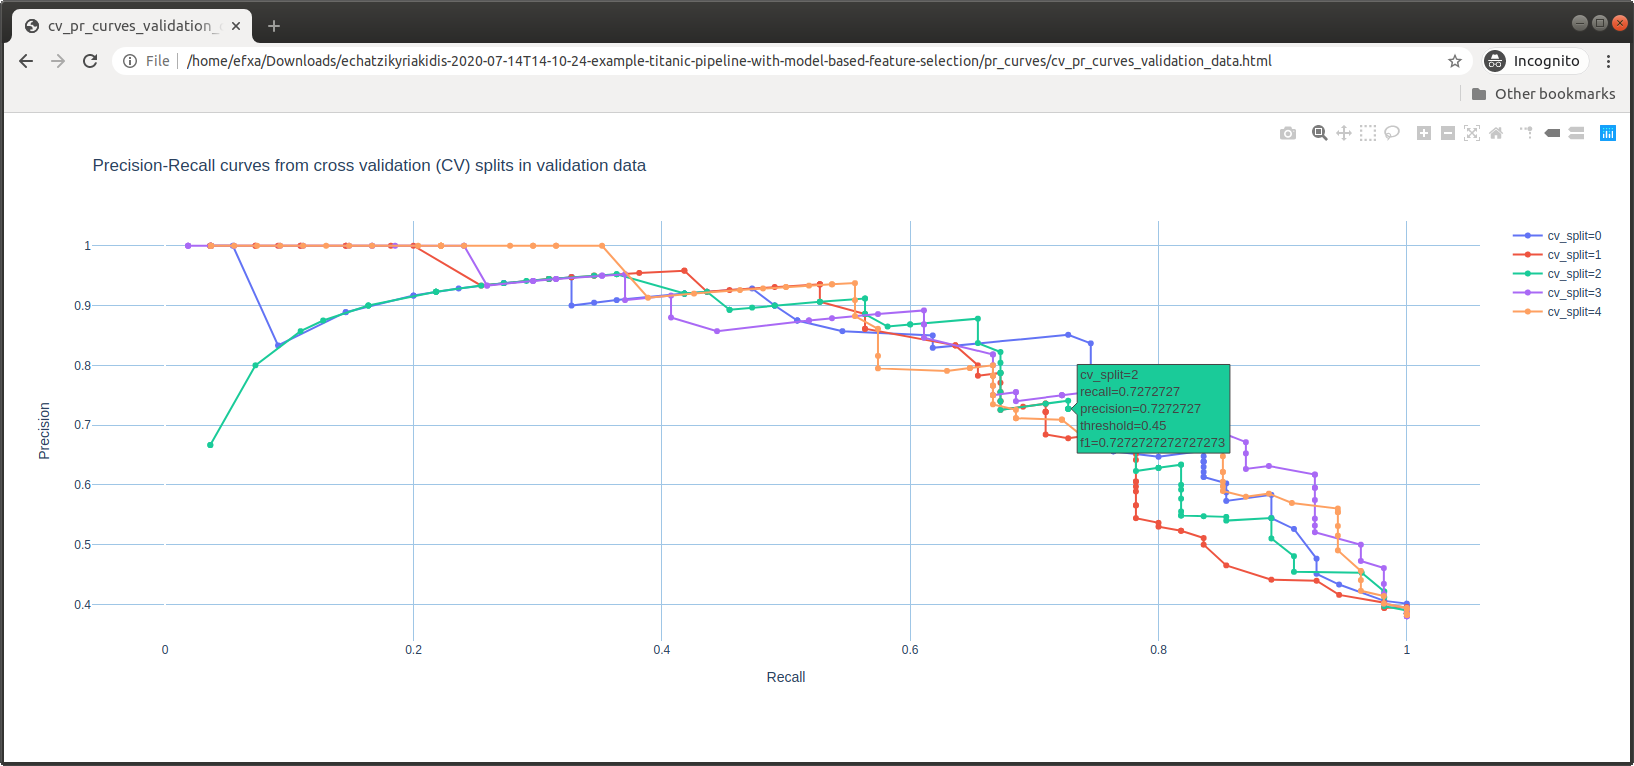 cv_pr_curves_validation_
File
/home/efxa/Downloads/echatzikyriakidis-2020-07-14T14-10-24-example-titanic-pipeline-with-model-based-feature-selection/pr_curves/cv_pr_curves_validation_data.html
Incognito
Other bookmarks
Precision-Recall curves from cross validation (CV) splits in validation data
cv_split=0
cv_split=1
cv_split=2
cv_split=3
cv_split=4
1
0.9
0.8
0.7
0.6
0.5
0.4
Precision
cv_split=2
recall=0.7272727
precision=0.7272727
threshold=0.45
f1=0.7272727272727273
0
0.2
0.4
0.6
0.8
1
Recall